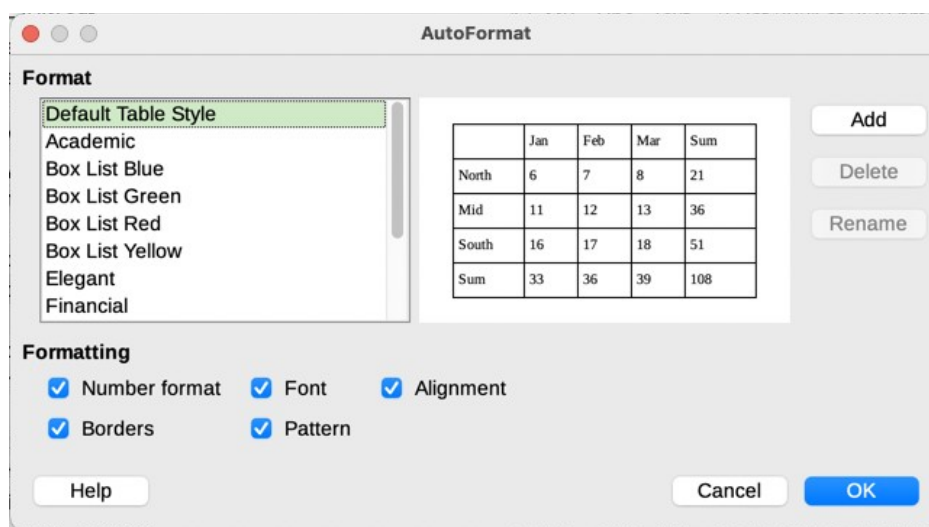 AutoFormat
Format
Default Table Style
Academic
Box List Blue
Box List Green
Box List Red
Box List Yellow
Elegant
Financial
Jan Feb Mar Sum
North 6 7 8 21
Mid 11 12 13 36
South 16 17 18 51
Sum 33 36 39 108
Add
Delete
Rename
Formatting
Number format Font Alignment
Borders Pattern
Help Cancel OK